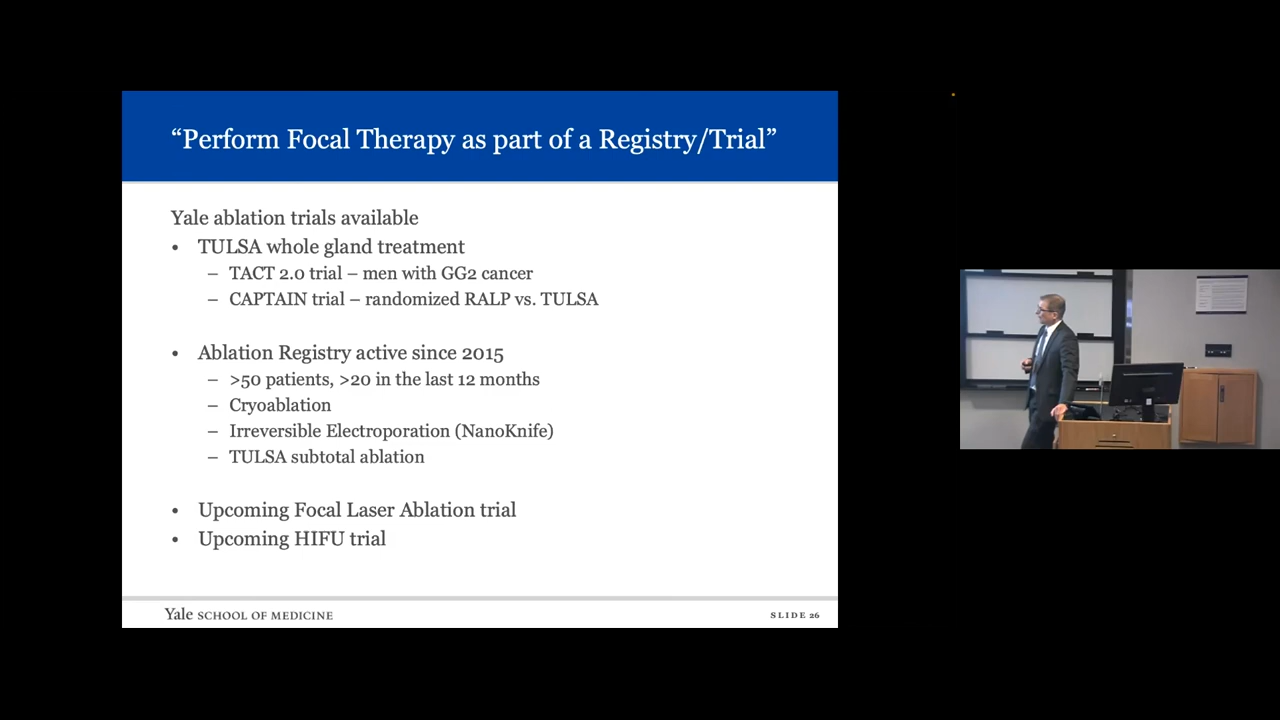 “Perform Focal Therapy as part of a Registry/Trial”
Yale ablation trials available
• TULSA whole gland treatment
– TACT 2.0 trial – men with GG2 cancer
– CAPTAIN trial – randomized RALP vs. TULSA
• Ablation Registry active since 2015
– >50 patients, >20 in the last 12 months
– Cryoablation
– Irreversible Electroporation (NanoKnife)
– TULSA subtotal ablation
• Upcoming Focal Laser Ablation trial
• Upcoming HIFU trial
Yale SCHOOL OF MEDICINE
SLIDE 26